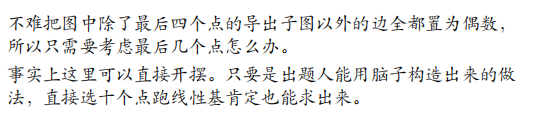 不难把图中除了最后四个点的导出子图以外的边全都置为偶数，
所以只需要考虑最后几个点怎么办。
事实上这里可以直接开摆。只要是出题人能用脑子构造出来的做
法，直接选十个点跑线性基肯定也能求出来。